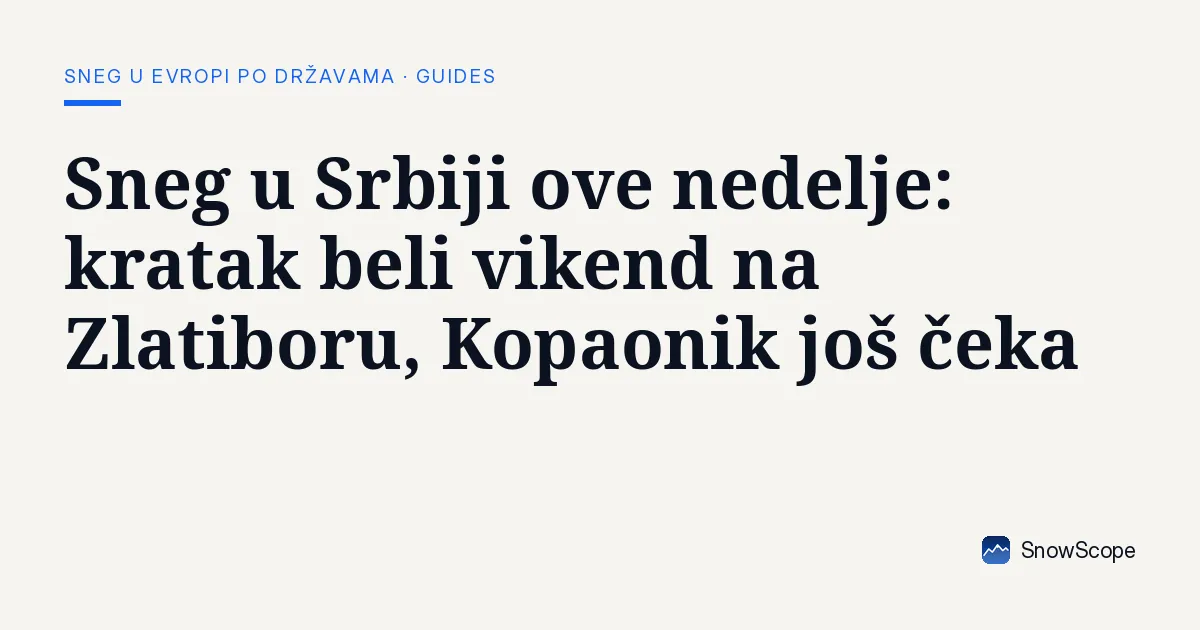 SNEG U EVROPI PO DRŽAVAMA · GUIDES
Sneg u Srbiji ove nedelje:
kratak beli vikend na
Zlatiboru, Kopaonik još čeka
SnowScope